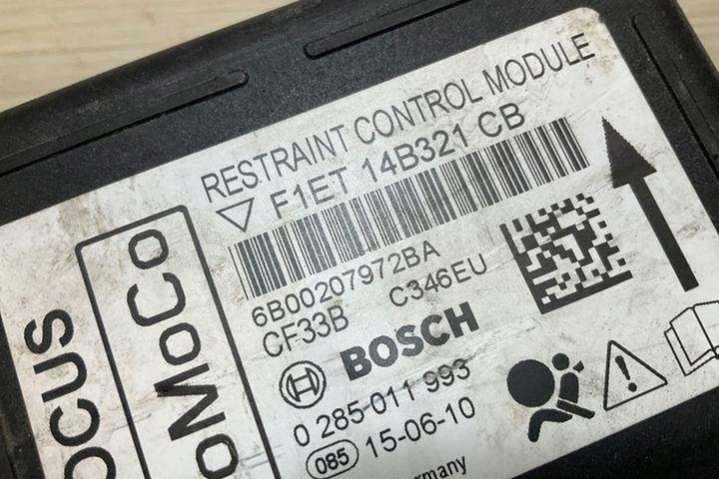 RESTRAINT CONTROL MODULE
F1ET 14B321 CB
6B00207972BA
CF33B C346EU
BOSCH
0 285 011 993
085 15-06-10
ermany
oMoCo
OCUS